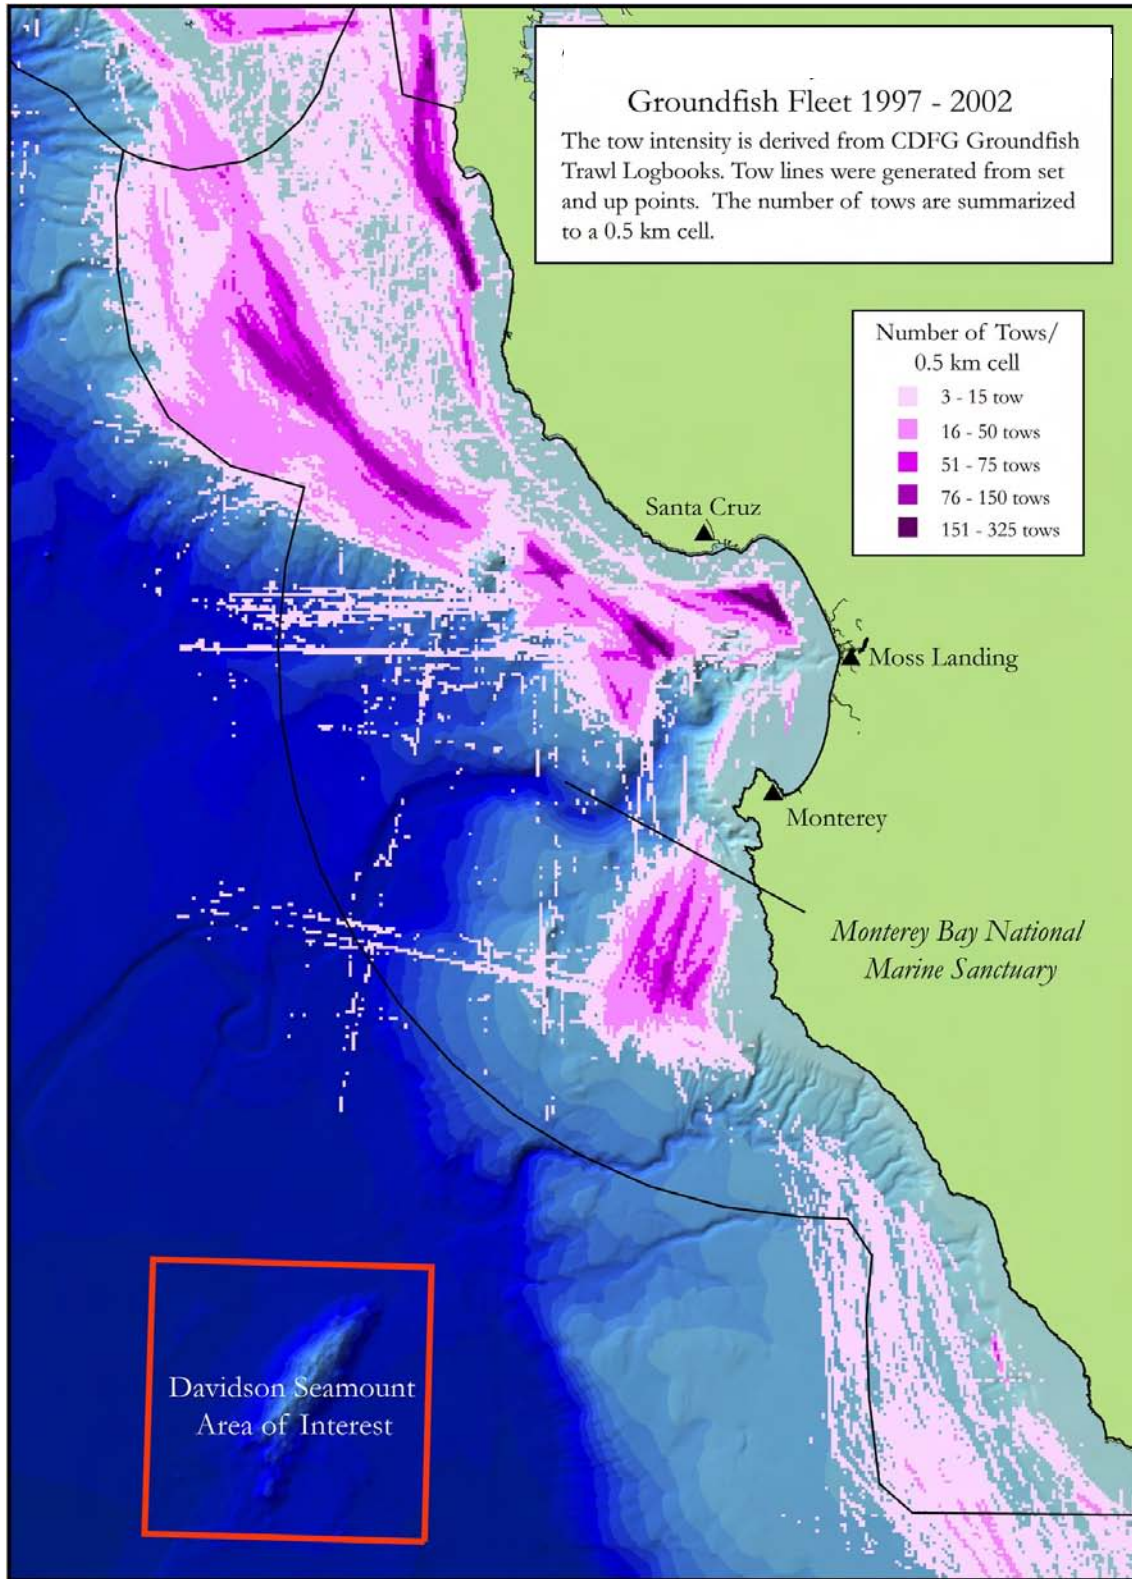 Groundfish Fleet 1997 - 2002
The tow intensity is derived from CDFG Groundfish
Trawl Logbooks. Tow lines were generated from set
and up points. The number of tows are summarized
to a 0.5 km cell.
Number of Tows/
0.5 km cell
3 - 15 tow
16 - 50 tows
51 - 75 tows
76 - 150 tows
151 - 325 tows
Santa Cruz
Moss Landing
Monterey
Monterey Bay National
Marine Sanctuary
Davidson Seamount
Area of Interest